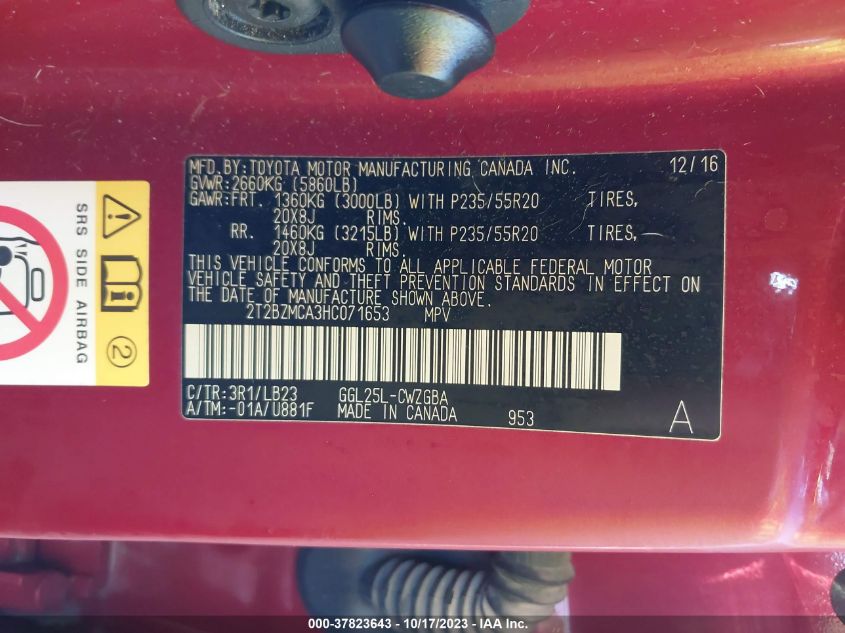 MFD.BY:TOYOTA MOTOR MANUFACTURING CANADA INC. 12/16
GVWR:2660KG (5860LB)
GAWR:FRT. 1360KG (3000LB) WITH P235/55R20 TIRES,
20X8J RIMS.
RR. 1460KG (3215LB) WITH P235/55R20 TIRES,
20X8J RIMS.
THIS VEHICLE CONFORMS TO ALL APPLICABLE FEDERAL MOTOR
VEHICLE SAFETY AND THEFT PREVENTION STANDARDS IN EFFECT ON
THE DATE OF MANUFACTURE SHOWN ABOVE.
2T2BZMCA3HC071653 MPV
C/TR:3R1/LB23 GGL25L-CWZGBA
A/TM:-01A/U881F MADE IN CANADA 953 A
SRS SIDE AIRBAG
2
000-37823643 - 10/17/2023 - IAA Inc.